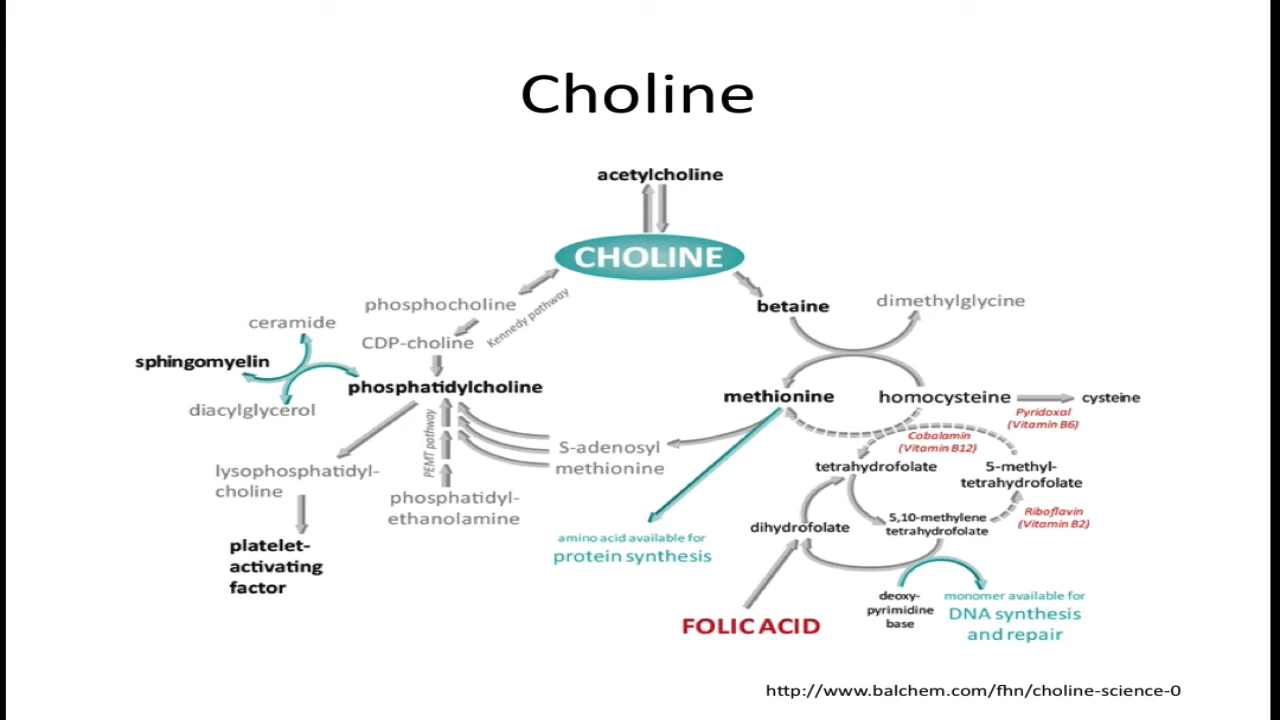 Choline
acetylcholine
CHOLINE
phosphocholine
Kennedy pathway
betaine
dimethylglycine
ceramide
CDP-choline
sphingomyelin
phosphatidylcholine
diacylglycerol
methionine
homocysteine
cysteine
Pyridoxal
(Vitamin B6)
PEMT pathway
S-adenosyl
methionine
Cobalamin
(Vitamin B12)
lysophosphatidyl-
choline
phosphatidyl-
ethanolamine
tetrahydrofolate
5-methyl-
tetrahydrofolate
dihydrofolate
5,10-methylene
tetrahydrofolate
Riboflavin
(Vitamin B2)
platelet-
activating
factor
amino acid available for
protein synthesis
FOLIC ACID
deoxy-
pyrimidine
base
monomer available for
DNA synthesis
and repair
http://www.balchem.com/fhn/choline-science-0